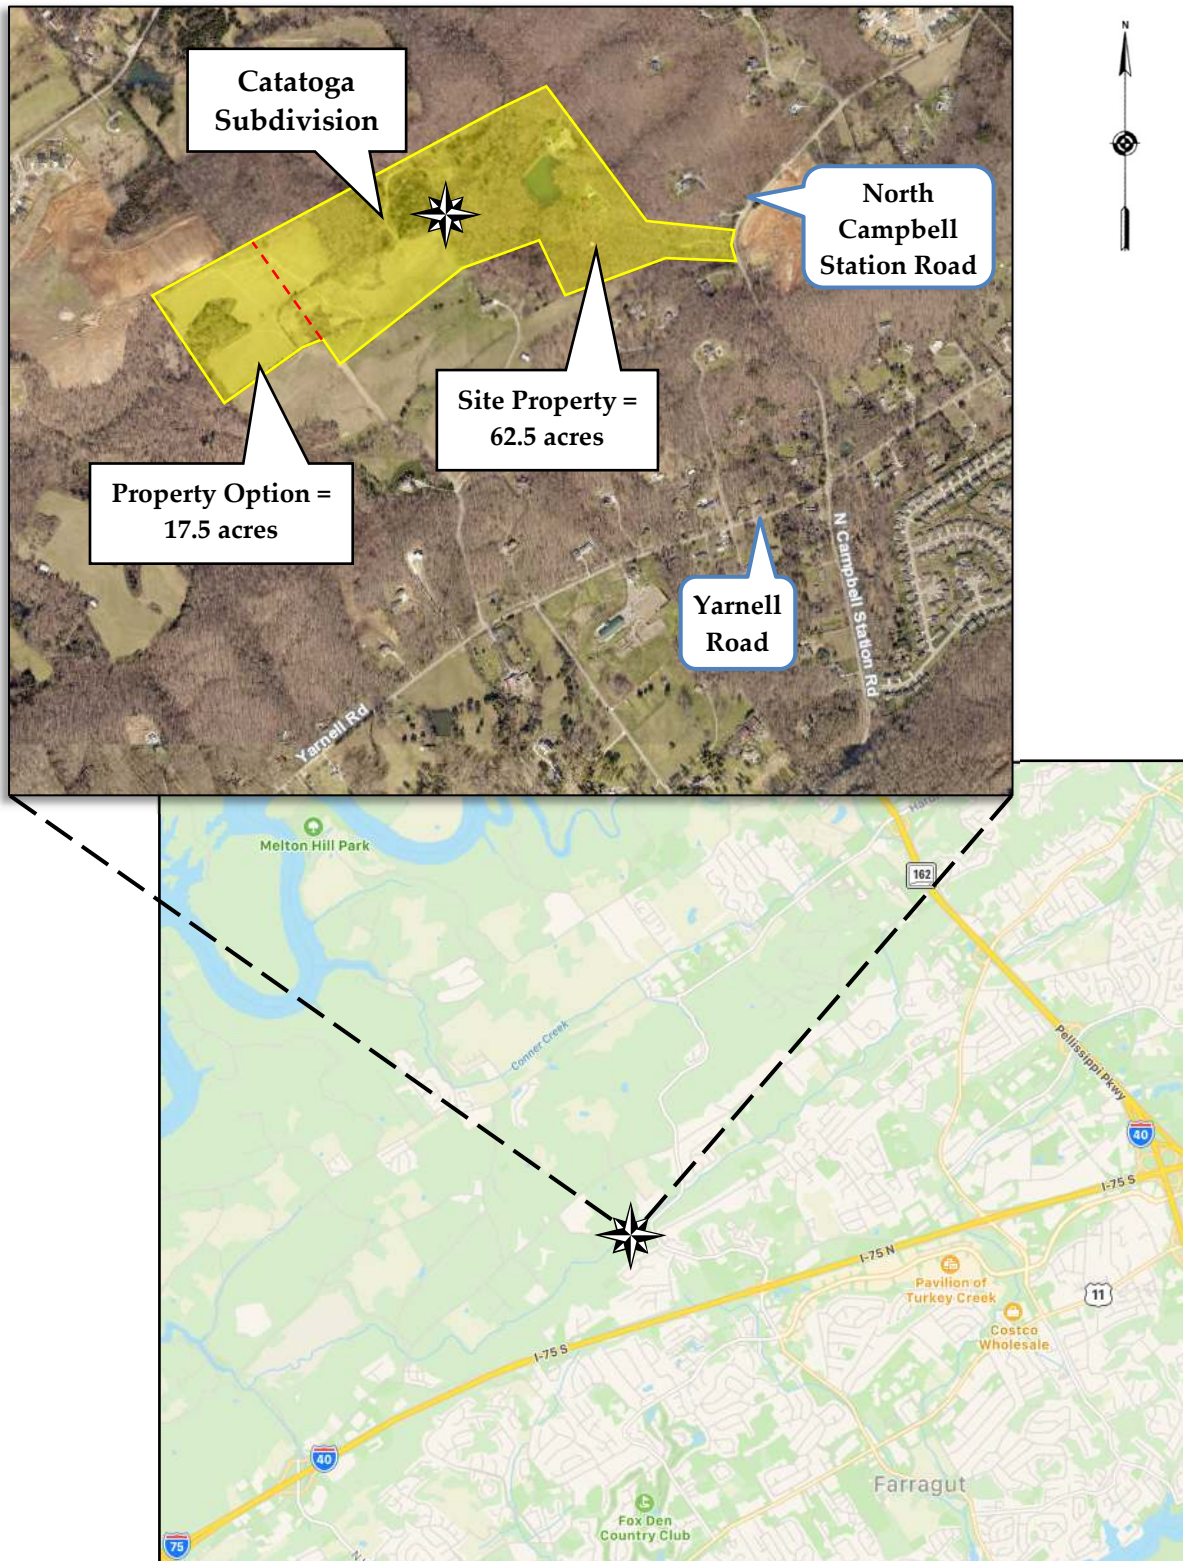 N
Catatoga
Subdivision
North
Campbell
Station Road
Site Property =
62.5 acres
Property Option =
17.5 acres
Yarnell
Road
N Campbell Station Rd
Yarnell Rd
Melton Hill Park
162
Conner Creek
Pellissippi Pkwy
40
I-75 S
I-75 N
Pavilion of
Turkey Creek
11
Costco
Wholesale
I-75 S
40
Farragut
Fox Den
Country Club
75